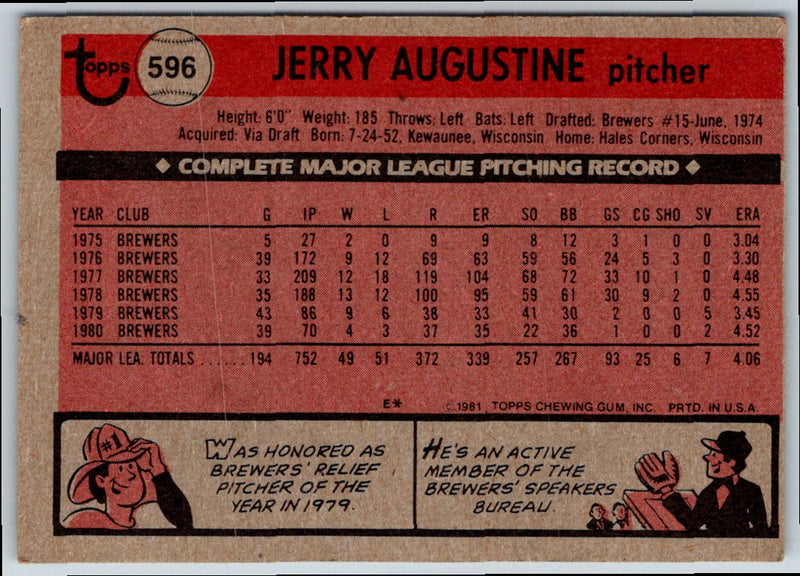 topps 596 JERRY AUGUSTINE pitcher
Height: 6'0" Weight: 185 Throws: Left Bats: Left Drafted: Brewers #15-June, 1974
Acquired: Via Draft Born: 7-24-52, Kewaunee, Wisconsin Home: Hales Corners, Wisconsin
◆ COMPLETE MAJOR LEAGUE PITCHING RECORD ◆
YEAR CLUB G IP W L R ER SO BB GS CG SHO SV ERA
1975 BREWERS 5 27 2 0 9 9 8 12 3 1 0 0 3.04
1976 BREWERS 39 172 9 12 69 63 59 56 24 5 3 0 3.30
1977 BREWERS 33 209 12 18 119 104 68 72 33 10 1 0 4.48
1978 BREWERS 35 188 13 12 100 95 59 61 30 9 2 0 4.55
1979 BREWERS 43 86 9 6 38 33 41 30 2 0 0 5 3.45
1980 BREWERS 39 70 4 3 37 35 22 36 1 0 0 2 4.52
MAJOR LEA. TOTALS ...... 194 752 49 51 372 339 257 267 93 25 6 7 4.06
E* © 1981 TOPPS CHEWING GUM, INC. PRTD. IN U.S.A.
#1
WAS HONORED AS
BREWERS' RELIEF
PITCHER OF THE
YEAR IN 1979.
HE'S AN ACTIVE
MEMBER OF THE
BREWERS' SPEAKERS
BUREAU.